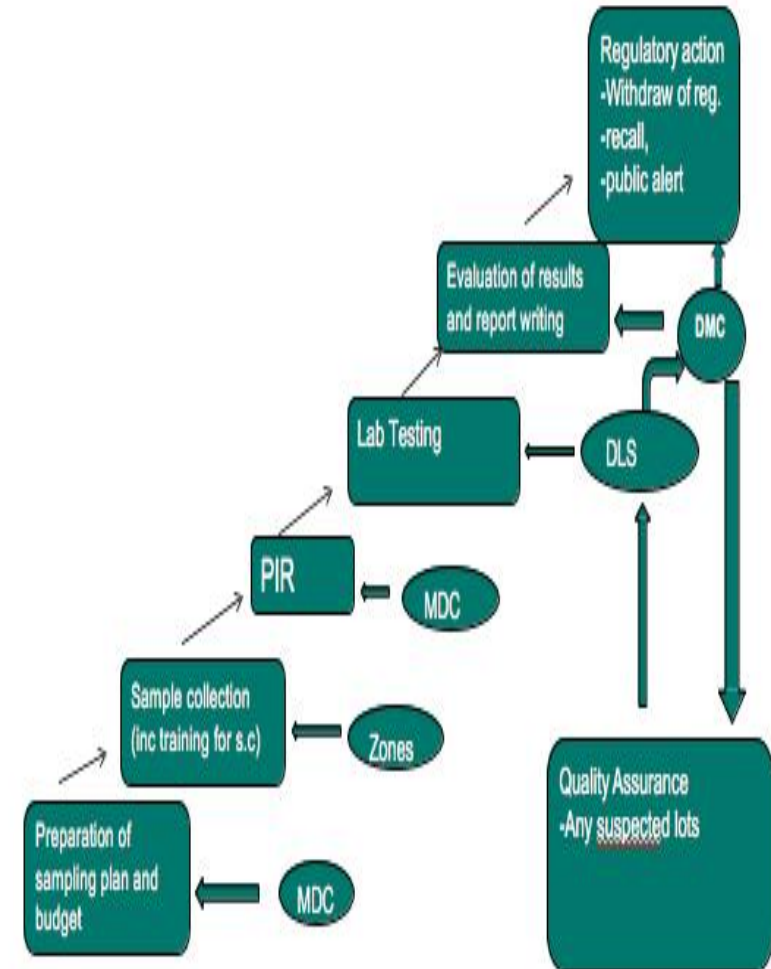 Regulatory action
-Withdraw of reg.
-recall,
-public alert
Evaluation of results
and report writing
DMC
Lab Testing
DLS
PIR
MDC
Sample collection
(inc training for s.c)
Zones
Quality Assurance
-Any suspected lots
Preparation of
sampling plan and
budget
MDC